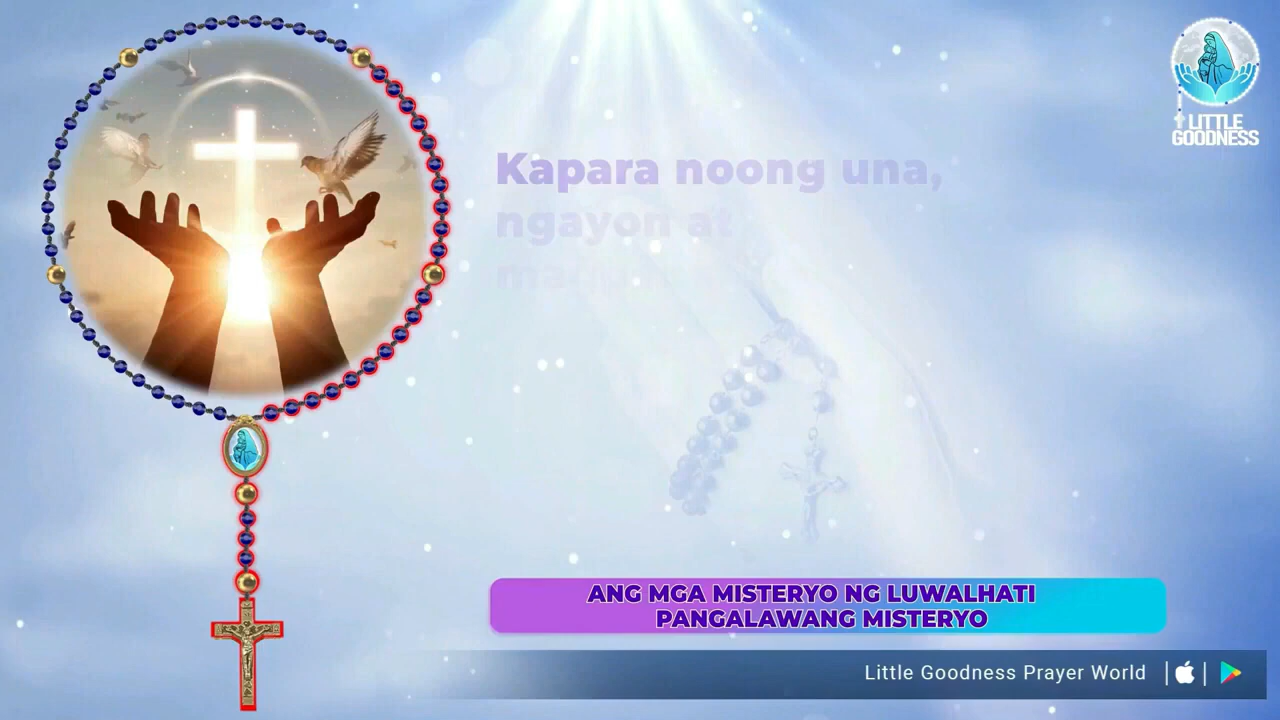 LITTLE
GOODNESS
Kapara noong una,
ngayon at
ANG MGA MISTERYO NG LUWALHATI
PANGALAWANG MISTERYO
Little Goodness Prayer World